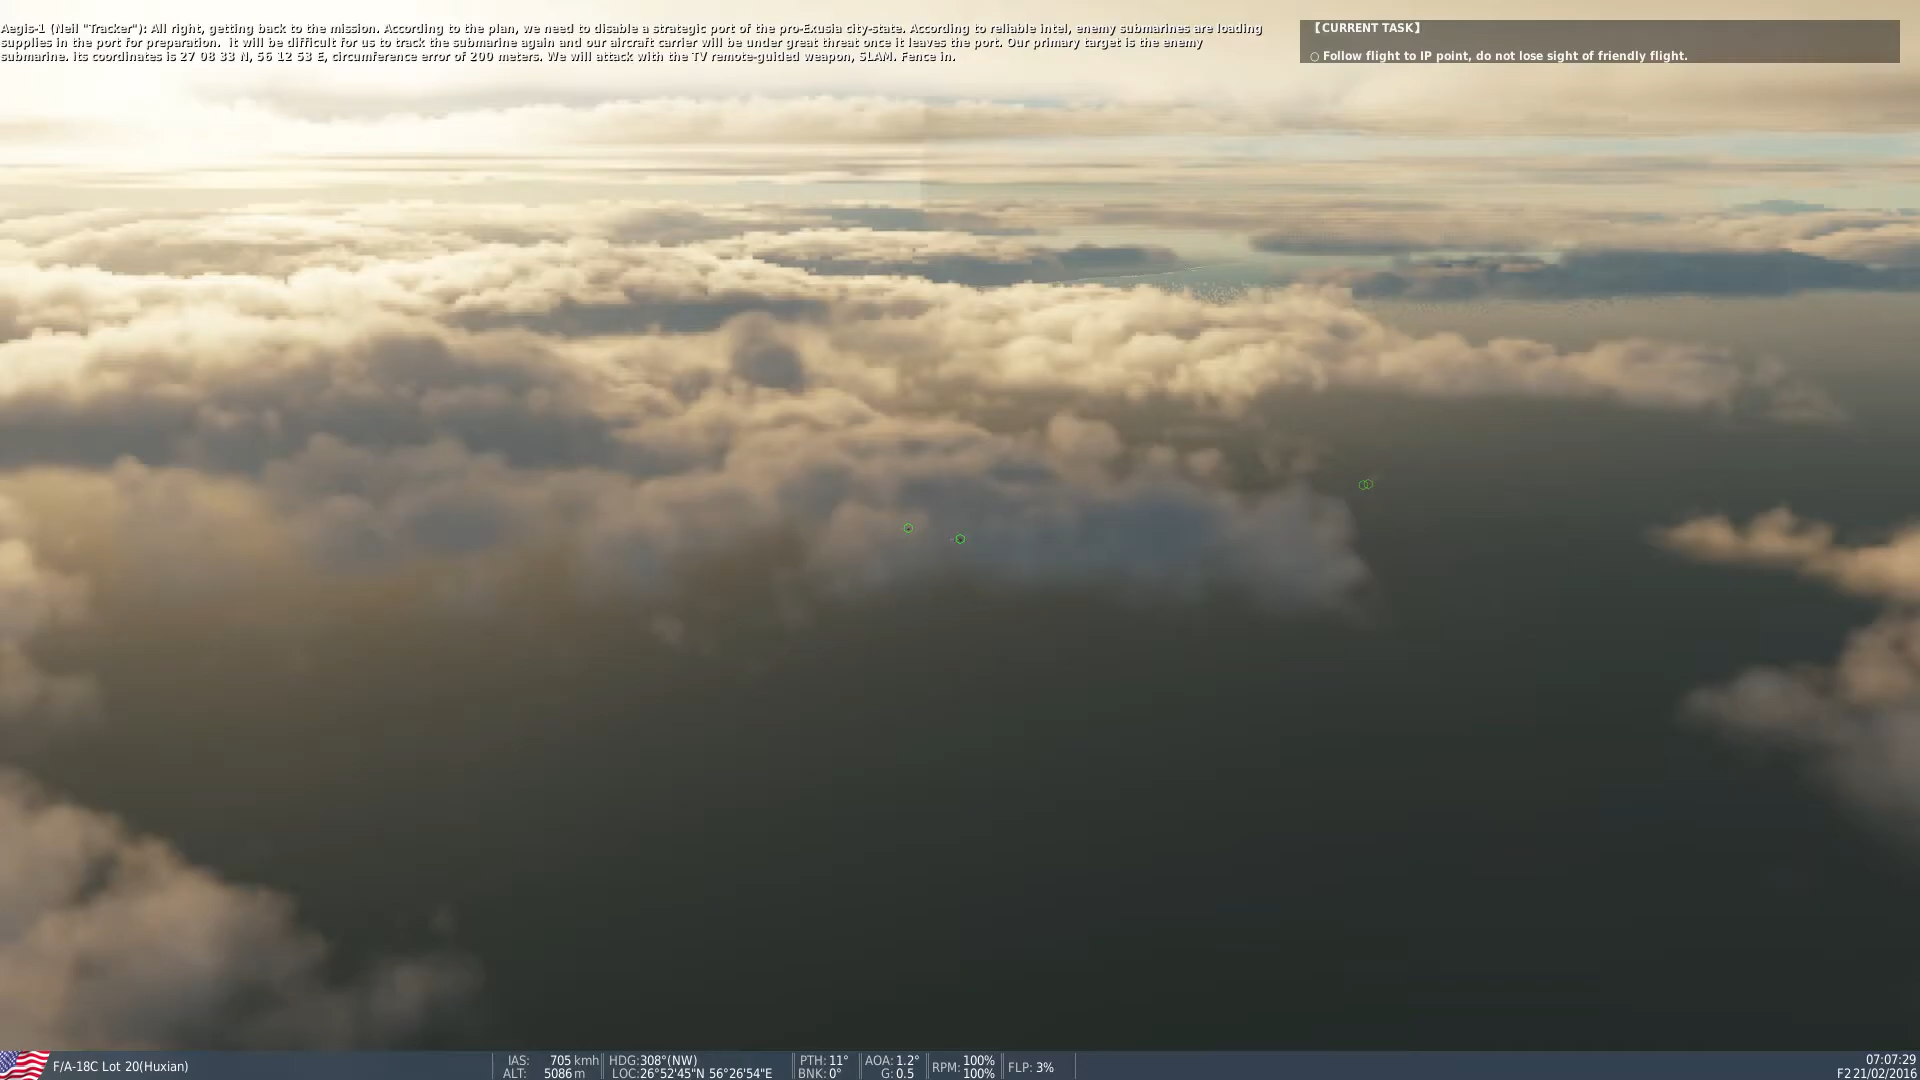 Aegis-1 (Neil "Tracker"): All right, getting back to the mission. According to the plan, we need to disable a strategic port of the pro-Exusia city-state. According to reliable intel, enemy submarines are loading
supplies in the port for preparation.  It will be difficult for us to track the submarine again and our aircraft carrier will be under great threat once it leaves the port. Our primary target is the enemy
submarine. Its coordinates is 27 08 33 N, 56 12 53 E, circumference error of 200 meters. We will attack with the TV remote-guided weapon, SLAM. Fence in.
【CURRENT TASK】
○ Follow flight to IP point, do not lose sight of friendly flight.
F/A-18C Lot 20(Huxian)
IAS: 705 kmh HDG:308°(NW) PTH: 11° AOA: 1.2° RPM: 100% FLP: 3% 07:07:29
ALT: 5086 m LOC:26°52'45"N 56°26'54"E BNK: 0° G: 0.5 100% F2 21/02/2016